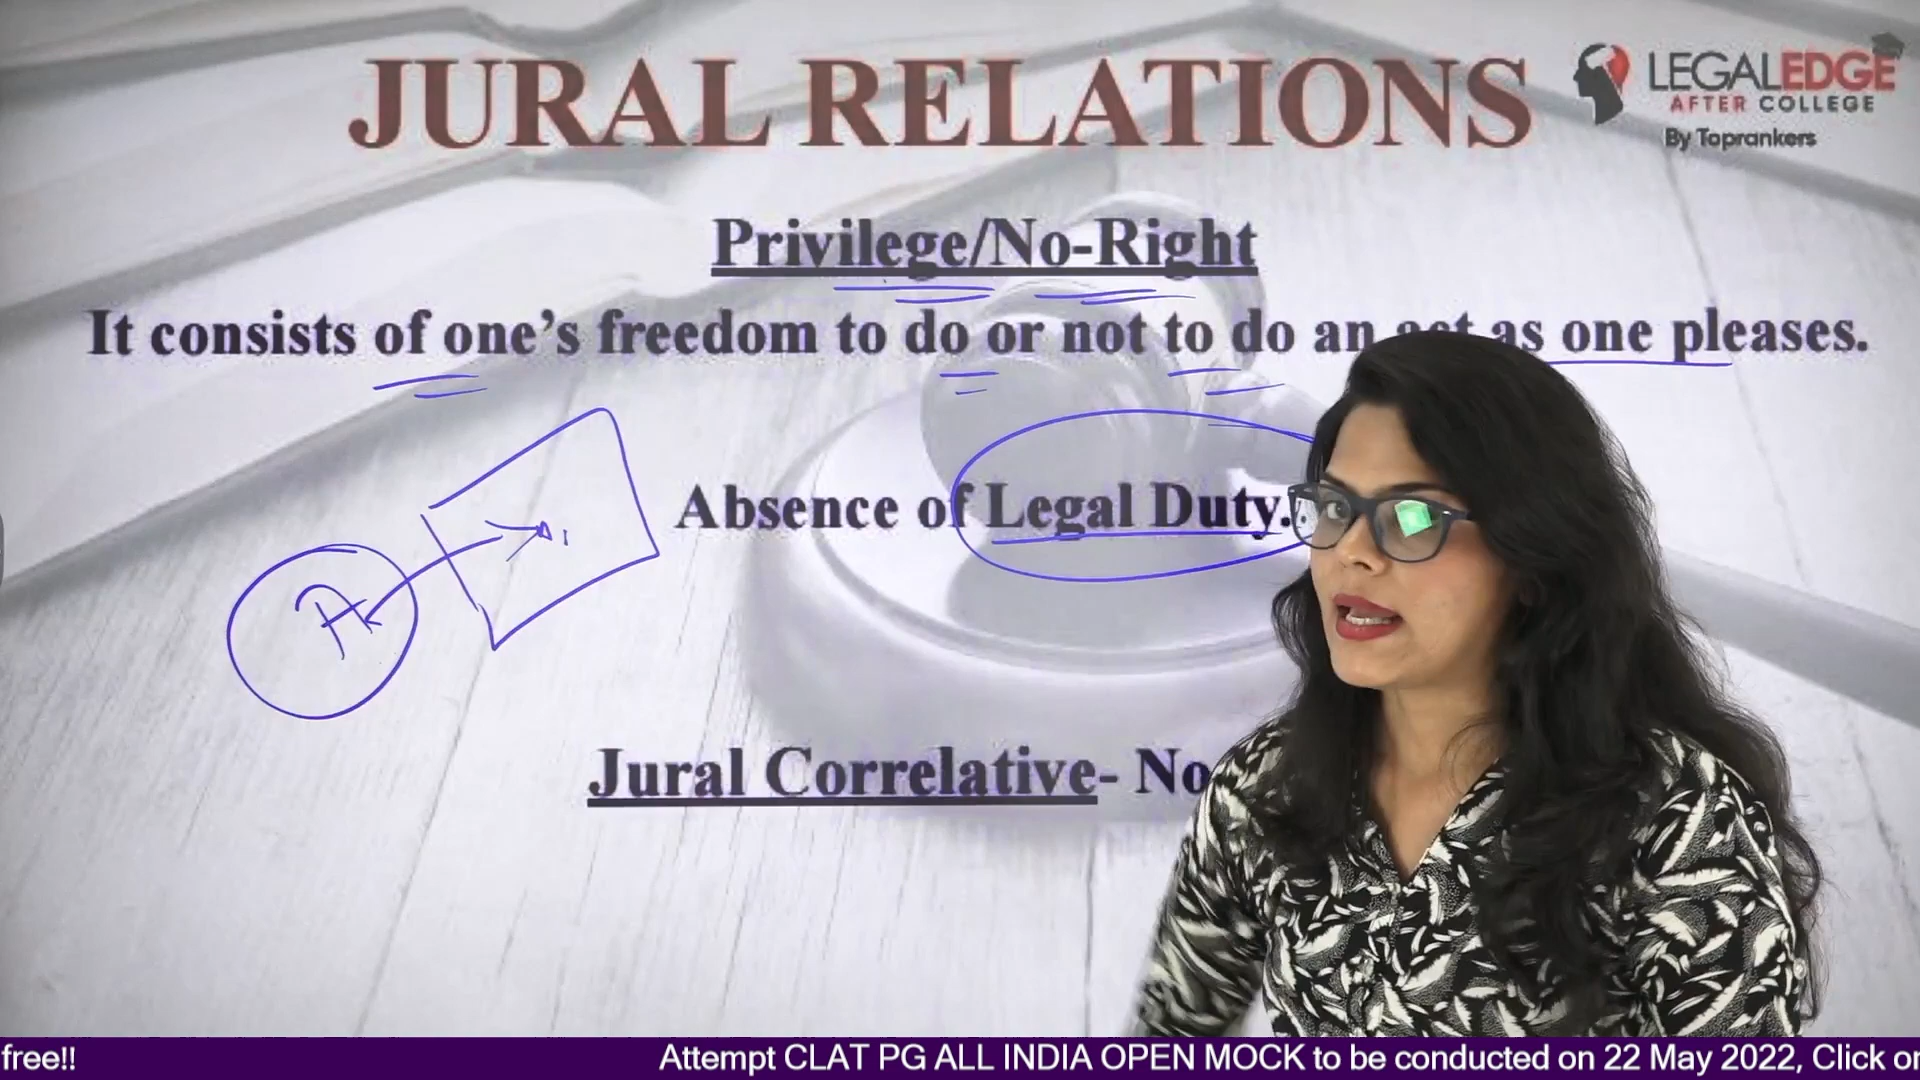 JURAL RELATIONS
LEGALEDGE
AFTER COLLEGE
By Toprankers
Privilege/No-Right
It consists of one's freedom to do or not to do an act as one pleases.
Absence of Legal Duty.
A
Jural Correlative- No
free!! Attempt CLAT PG ALL INDIA OPEN MOCK to be conducted on 22 May 2022, Click